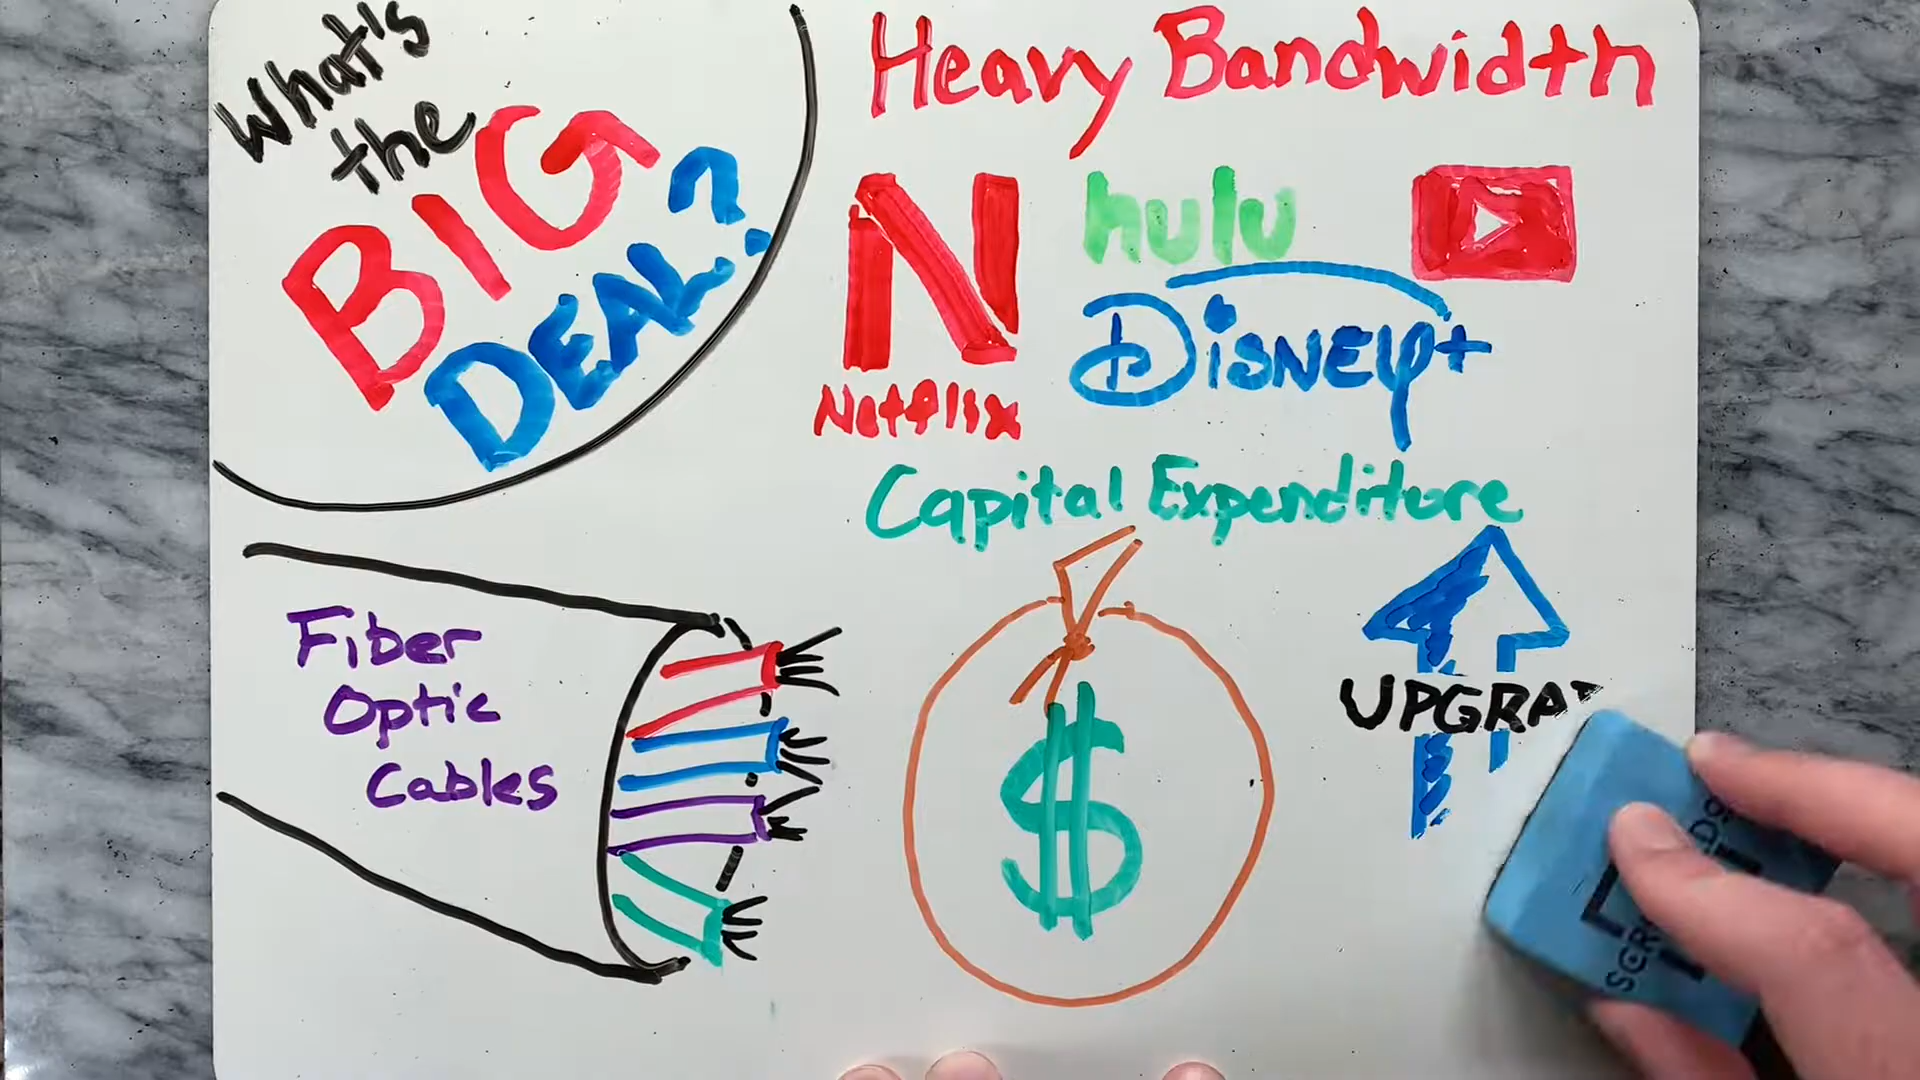 What's
the
BIG
DEAL?
Heavy Bandwidth
N
hulu
Netflix
Disney+
Capital Expenditure
Fiber
Optic
Cables
$
UPGRA